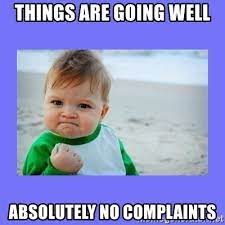 THINGS ARE GOING WELL
ABSOLUTELY NO COMPLAINTS